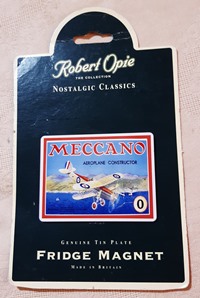 Robert Opie
THE COLLECTION
NOSTALGIC CLASSICS
MECCANO
AEROPLANE CONSTRUCTOR
0
GENUINE TIN PLATE
FRIDGE MAGNET
MADE IN BRITAIN